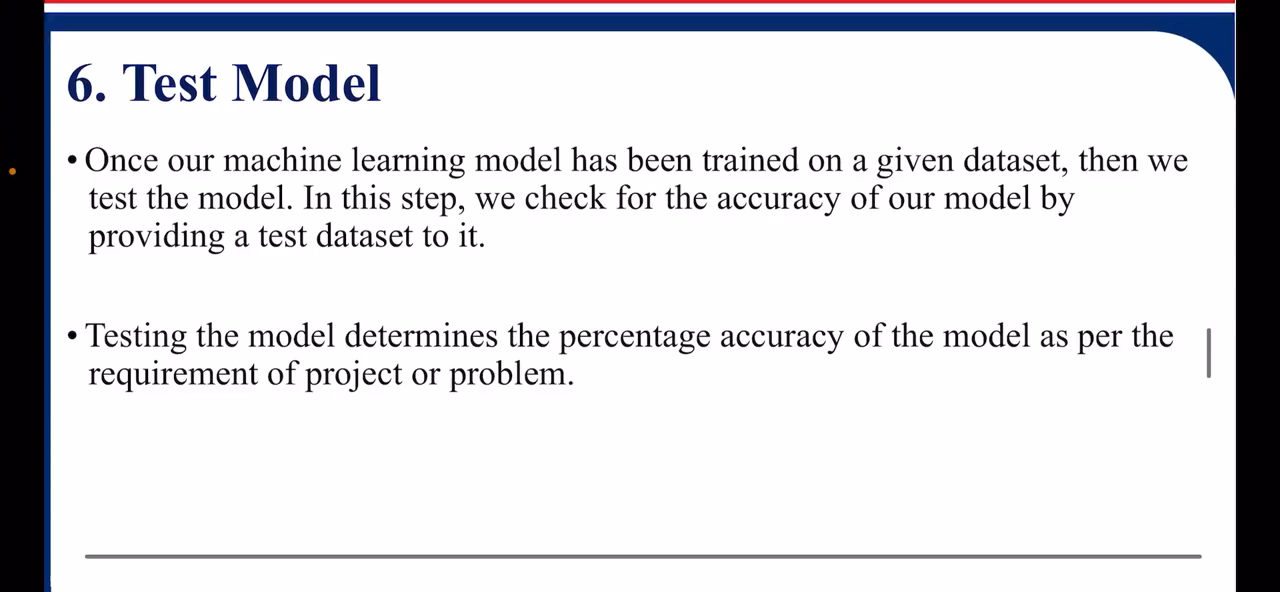 6. Test Model
• Once our machine learning model has been trained on a given dataset, then we
test the model. In this step, we check for the accuracy of our model by
providing a test dataset to it.
• Testing the model determines the percentage accuracy of the model as per the
requirement of project or problem.